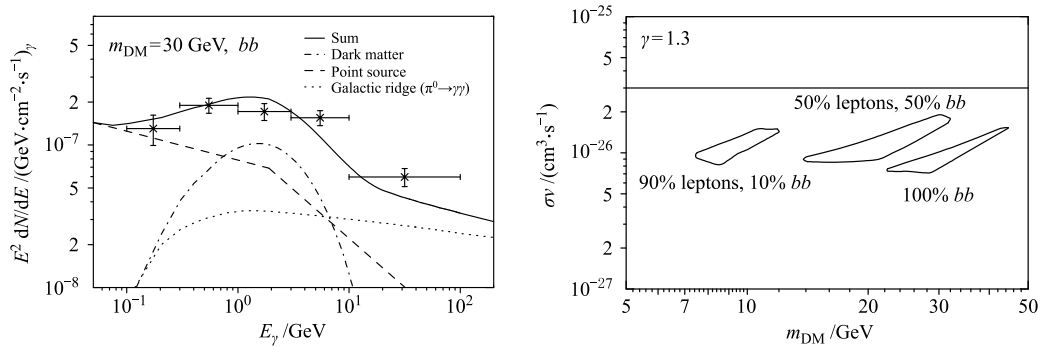 m_DM=30 GeV, bb
Sum
Dark matter
Point source
Galactic ridge (π⁰→γγ)
E² dN/dE /(GeV·cm⁻²·s⁻¹)_γ
5
2
10⁻⁷
5
2
10⁻⁸
10⁻¹
10⁰
10¹
10²
E_γ /GeV
γ=1.3
50% leptons, 50% bb
90% leptons, 10% bb
100% bb
σv /(cm³·s⁻¹)
10⁻²⁵
5
2
10⁻²⁶
5
2
10⁻²⁷
5
7
10
20
30
50
m_DM /GeV